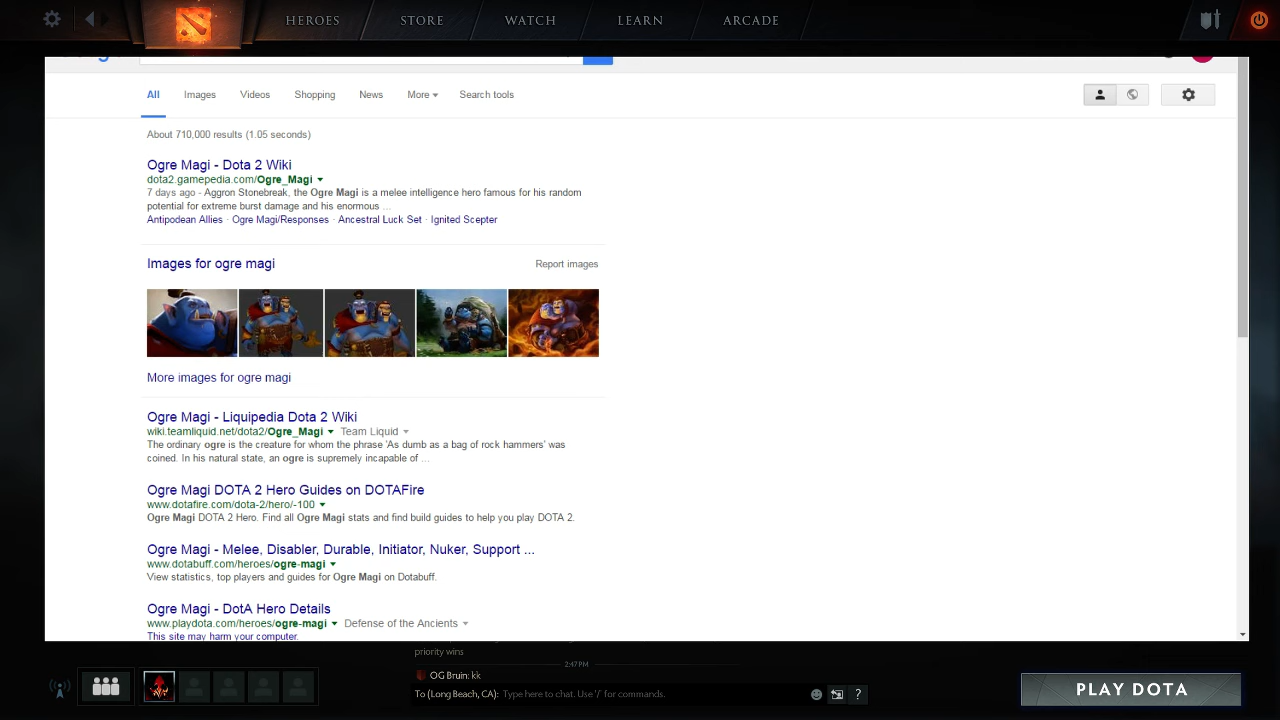 HEROES STORE WATCH LEARN ARCADE
All Images Videos Shopping News More Search tools
About 710,000 results (1.05 seconds)
Ogre Magi - Dota 2 Wiki
dota2.gamepedia.com/Ogre_Magi
7 days ago - Aggron Stonebreak, the Ogre Magi is a melee intelligence hero famous for his random
potential for extreme burst damage and his enormous ...
Antipodean Allies · Ogre Magi/Responses · Ancestral Luck Set · Ignited Scepter
Images for ogre magi Report images
More images for ogre magi
Ogre Magi - Liquipedia Dota 2 Wiki
wiki.teamliquid.net/dota2/Ogre_Magi Team Liquid
The ordinary ogre is the creature for whom the phrase 'As dumb as a bag of rock hammers' was
coined. In his natural state, an ogre is supremely incapable of ...
Ogre Magi DOTA 2 Hero Guides on DOTAFire
www.dotafire.com/dota-2/hero/-100
Ogre Magi DOTA 2 Hero. Find all Ogre Magi stats and find build guides to help you play DOTA 2.
Ogre Magi - Melee, Disabler, Durable, Initiator, Nuker, Support ...
www.dotabuff.com/heroes/ogre-magi
View statistics, top players and guides for Ogre Magi on Dotabuff.
Ogre Magi - DotA Hero Details
www.playdota.com/heroes/ogre-magi Defense of the Ancients
This site may harm your computer.
priority wins
2:47 PM
OG Bruin: kk
To (Long Beach, CA): Type here to chat. Use '/' for commands. ?
PLAY DOTA